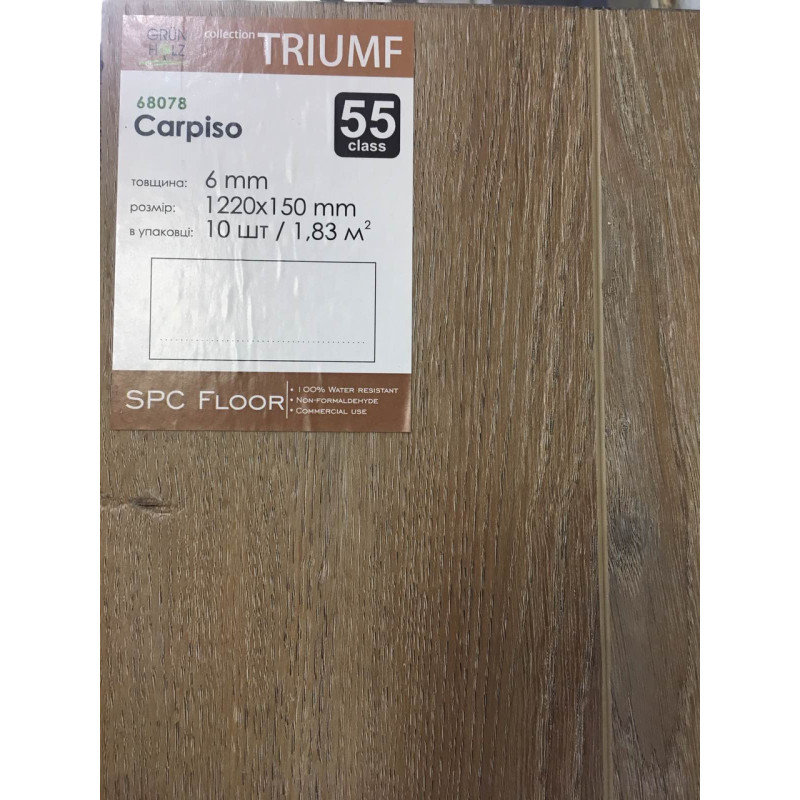 GRÜN
HOLZ
collection TRIUMF
68078
Carpiso
55
class
товщина: 6 mm
розмір: 1220x150 mm
в упаковці: 10 шт / 1,83 м²
SPC FLOOR
• 100% WATER RESISTANT
• NON-FORMALDEHYDE
• COMMERCIAL USE